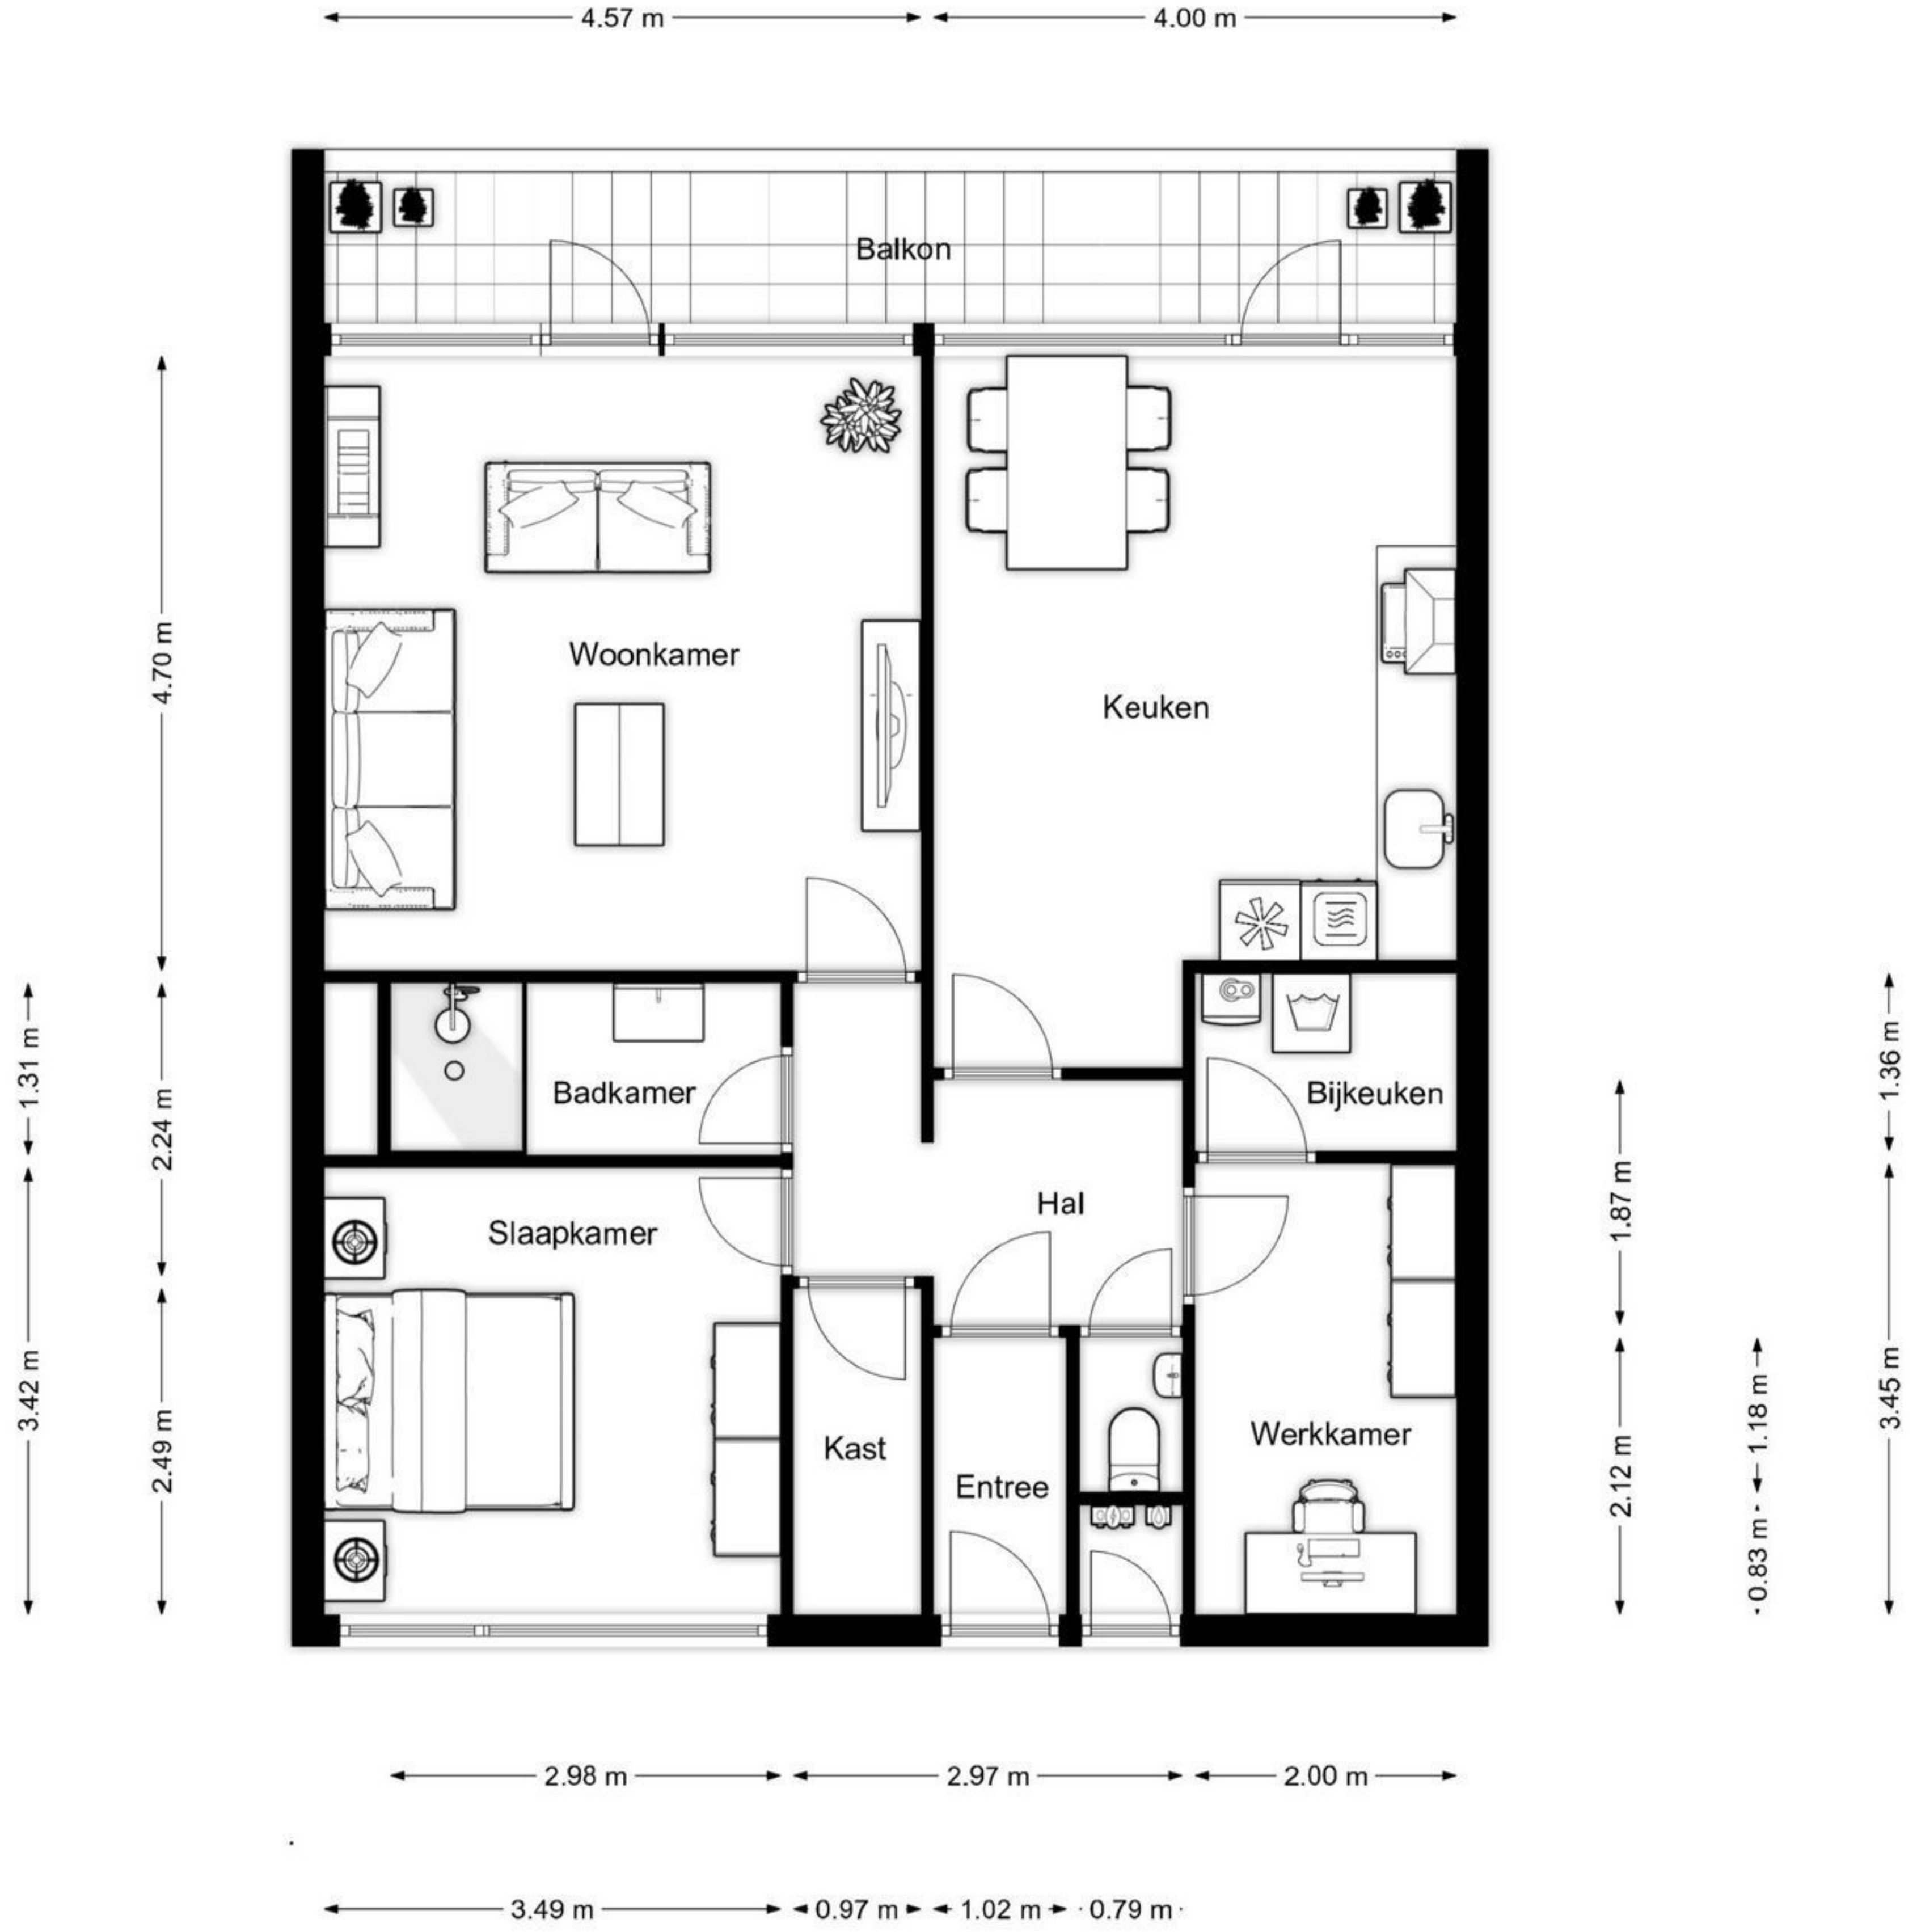 4.57 m
4.00 m
Balkon
4.70 m
Woonkamer
Keuken
1.31 m
2.24 m
Badkamer
Bijkeuken
1.36 m
Hal
1.87 m
Slaapkamer
3.42 m
2.49 m
Kast
Entree
Werkkamer
2.12 m
1.18 m
0.83 m
3.45 m
2.98 m
2.97 m
2.00 m
3.49 m
0.97 m
1.02 m
0.79 m